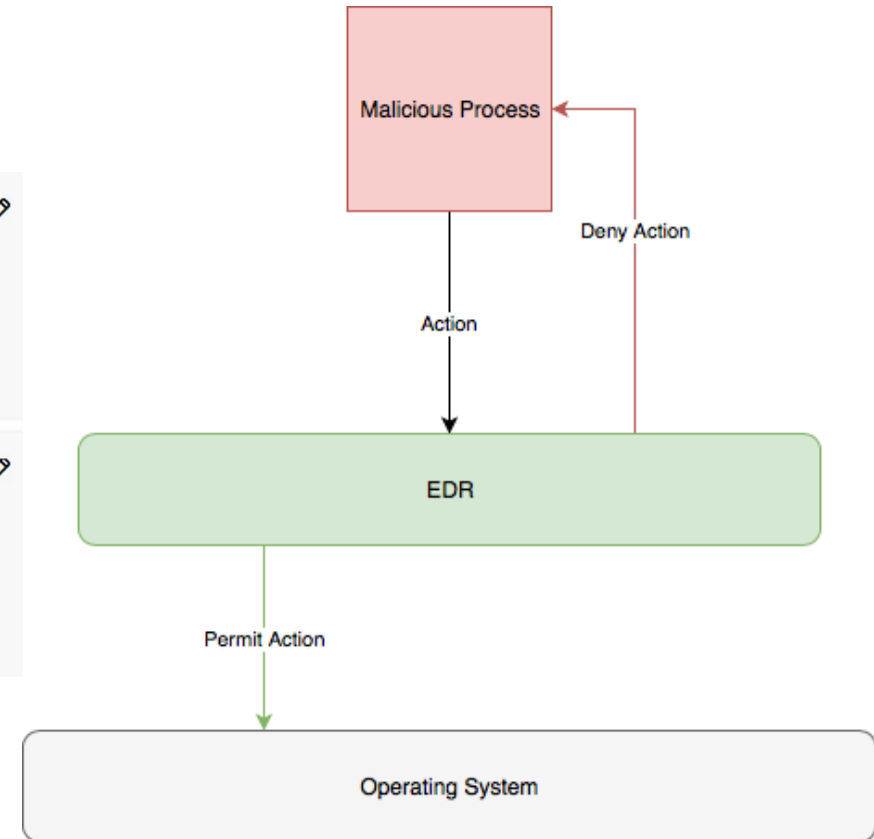 Malicious Process
Deny Action
Action
EDR
Permit Action
Operating System